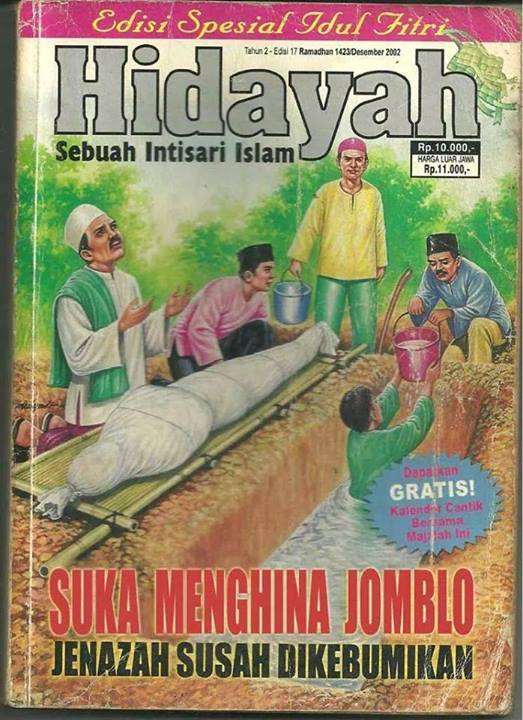 Edisi Spesial Idul Fitri
Tahun 2 - Edisi 17 Ramadhan 1423/Desember 2002
Hidayah
Sebuah Intisari Islam
Rp.10.000,-
HARGA LUAR JAWA
Rp.11.000,-
Dapatkan
GRATIS!
Kalender Cantik
Bersama
Majalah Ini
SUKA MENGHINA JOMBLO
JENAZAH SUSAH DIKEBUMIKAN